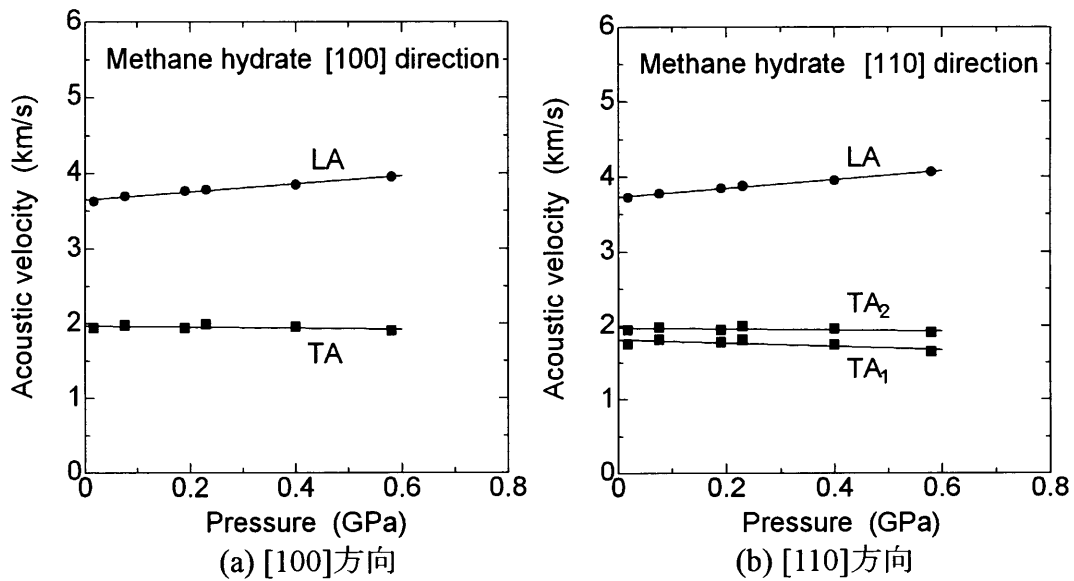 Methane hydrate [100] direction
Acoustic velocity (km/s)
6
5
4
3
2
1
0
LA
TA
0 0.2 0.4 0.6 0.8
Pressure (GPa)
(a) [100]方向
Methane hydrate [110] direction
Acoustic velocity (km/s)
6
5
4
3
2
1
0
LA
TA₂
TA₁
0 0.2 0.4 0.6 0.8
Pressure (GPa)
(b) [110]方向